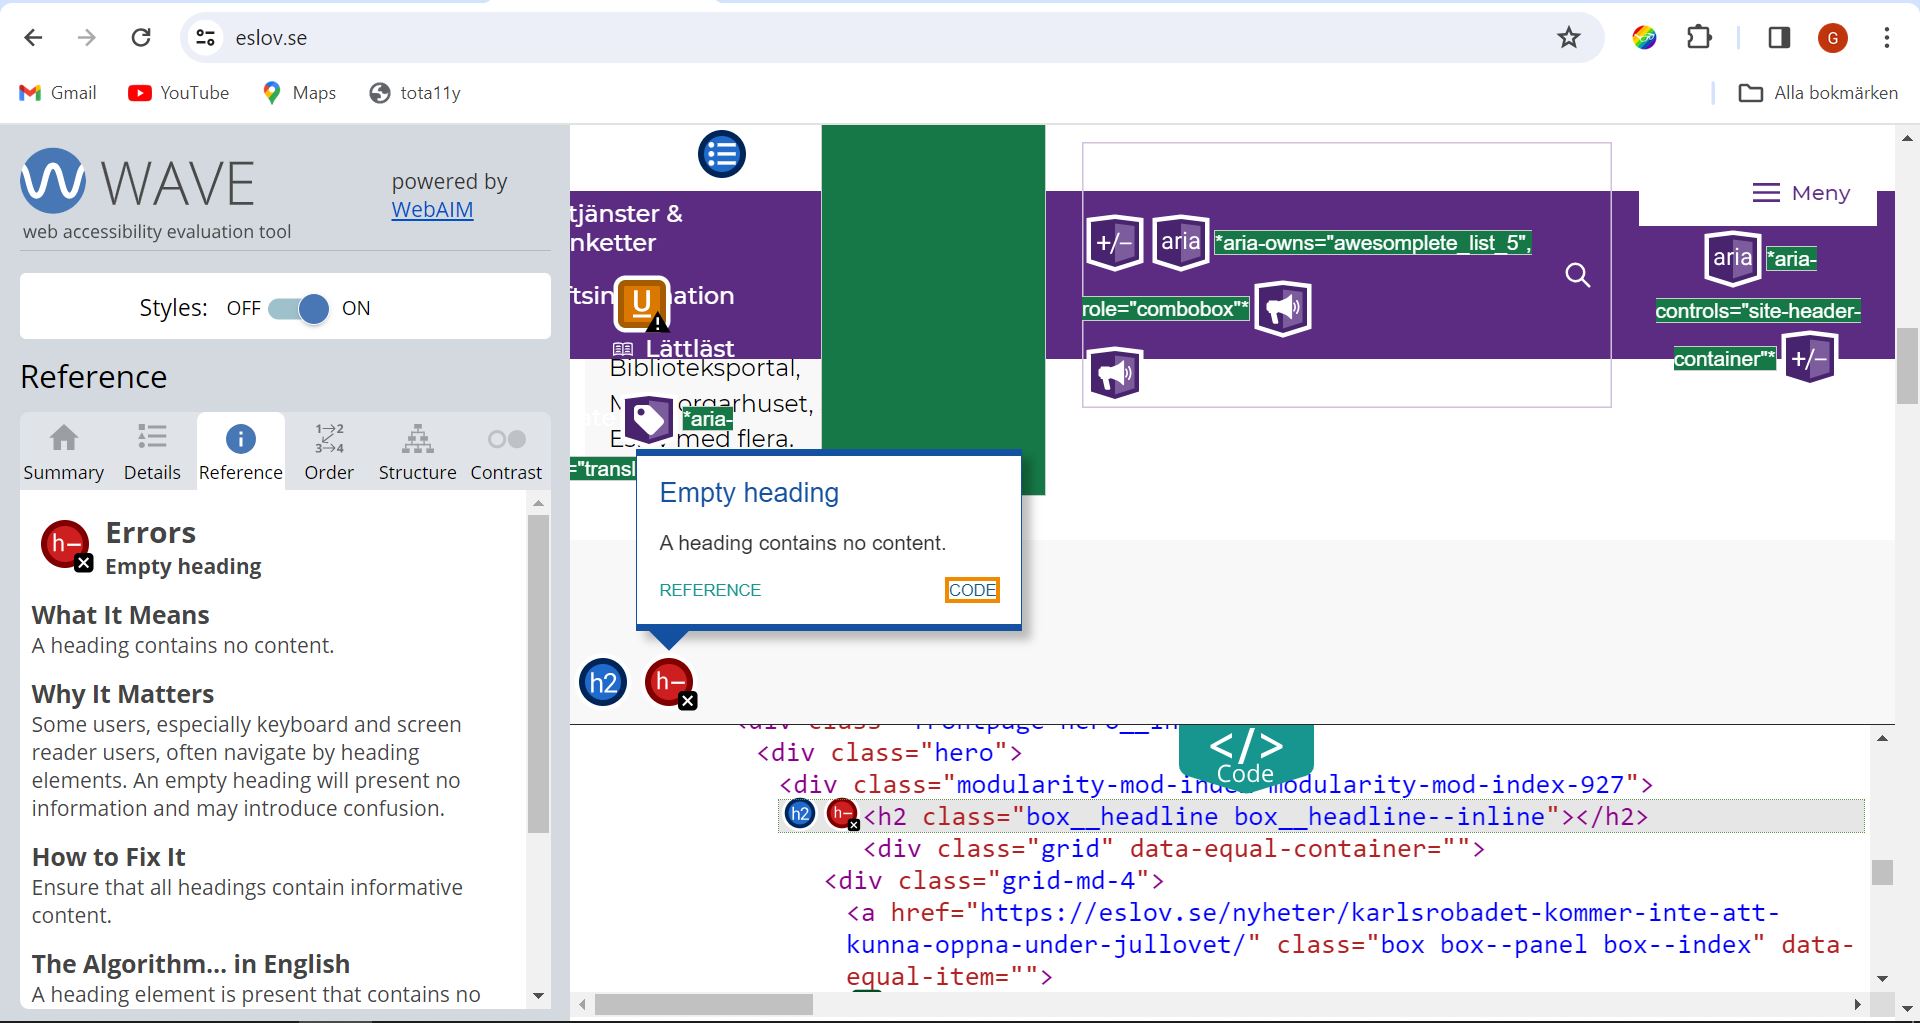 eslov.se
G
Gmail
YouTube
Maps
tota11y
Alla bokmärken
WAVE
powered by
WebAIM
web accessibility evaluation tool
Styles: OFF ON
Reference
Summary
Details
Reference
1→2
3→4
Order
Structure
Contrast
h–
Errors
Empty heading
What It Means
A heading contains no content.
Why It Matters
Some users, especially keyboard and screen
reader users, often navigate by heading
elements. An empty heading will present no
information and may introduce confusion.
How to Fix It
Ensure that all headings contain informative
content.
The Algorithm... in English
A heading element is present that contains no
tjänster &
nketter
U
Lättläst
Biblioteksportal,
med flera.
*aria-
="transl
+/–
aria
*aria-owns="awesomplete_list_5",
role="combobox"*
Meny
aria
*aria-
controls="site-header-
container"*
+/–
Empty heading
A heading contains no content.
REFERENCE
CODE
h2
h–
</>
Code
<div class="hero">
<div class="modularity-mod-index modularity-mod-index-927">
h2
h–
<h2 class="box__headline box__headline--inline"></h2>
<div class="grid" data-equal-container="">
<div class="grid-md-4">
<a href="https://eslov.se/nyheter/karlsrobadet-kommer-inte-att-
kunna-oppna-under-jullovet/" class="box box--panel box--index" data-
equal-item="">